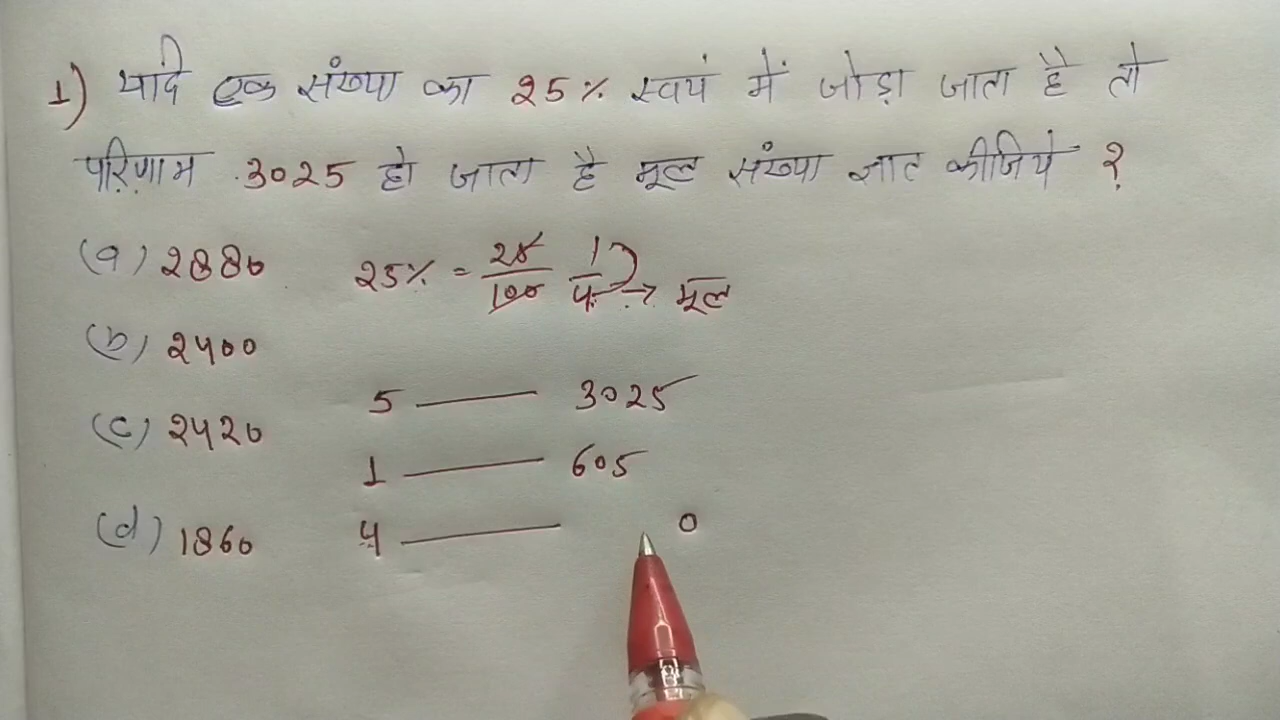 1) यदि एक संख्या का 25% स्वयं में जोड़ा जाता है तो
परिणाम 3025 हो जाता है मूल संख्या ज्ञात कीजिये ?
(a) 2880
25% = 25/100 1/4 → मूल
(b) 2400
5 — 3025
(c) 2420
1 — 605
(d) 1860
4 — 0